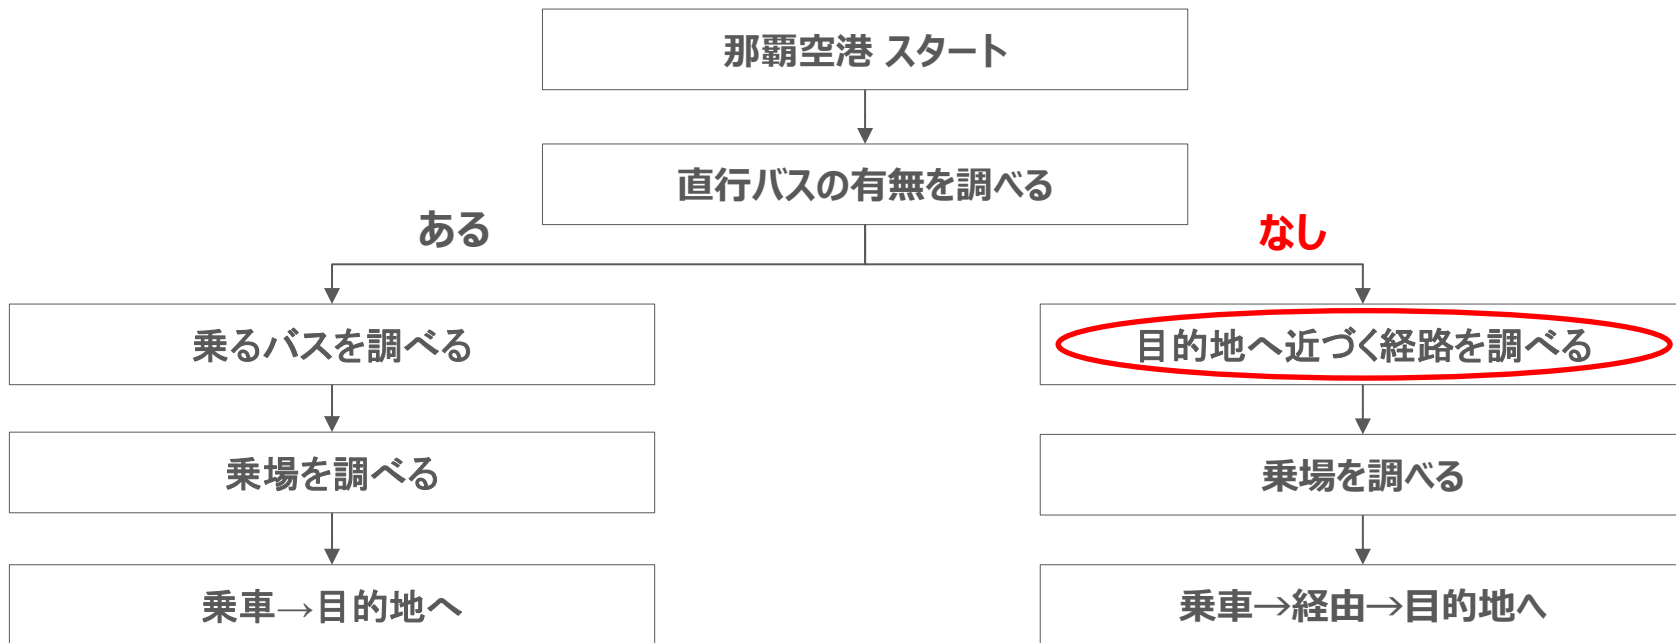 那覇空港 スタート
直行バスの有無を調べる
ある
なし
乗るバスを調べる
目的地へ近づく経路を調べる
乗場を調べる
乗場を調べる
乗車→目的地へ
乗車→経由→目的地へ